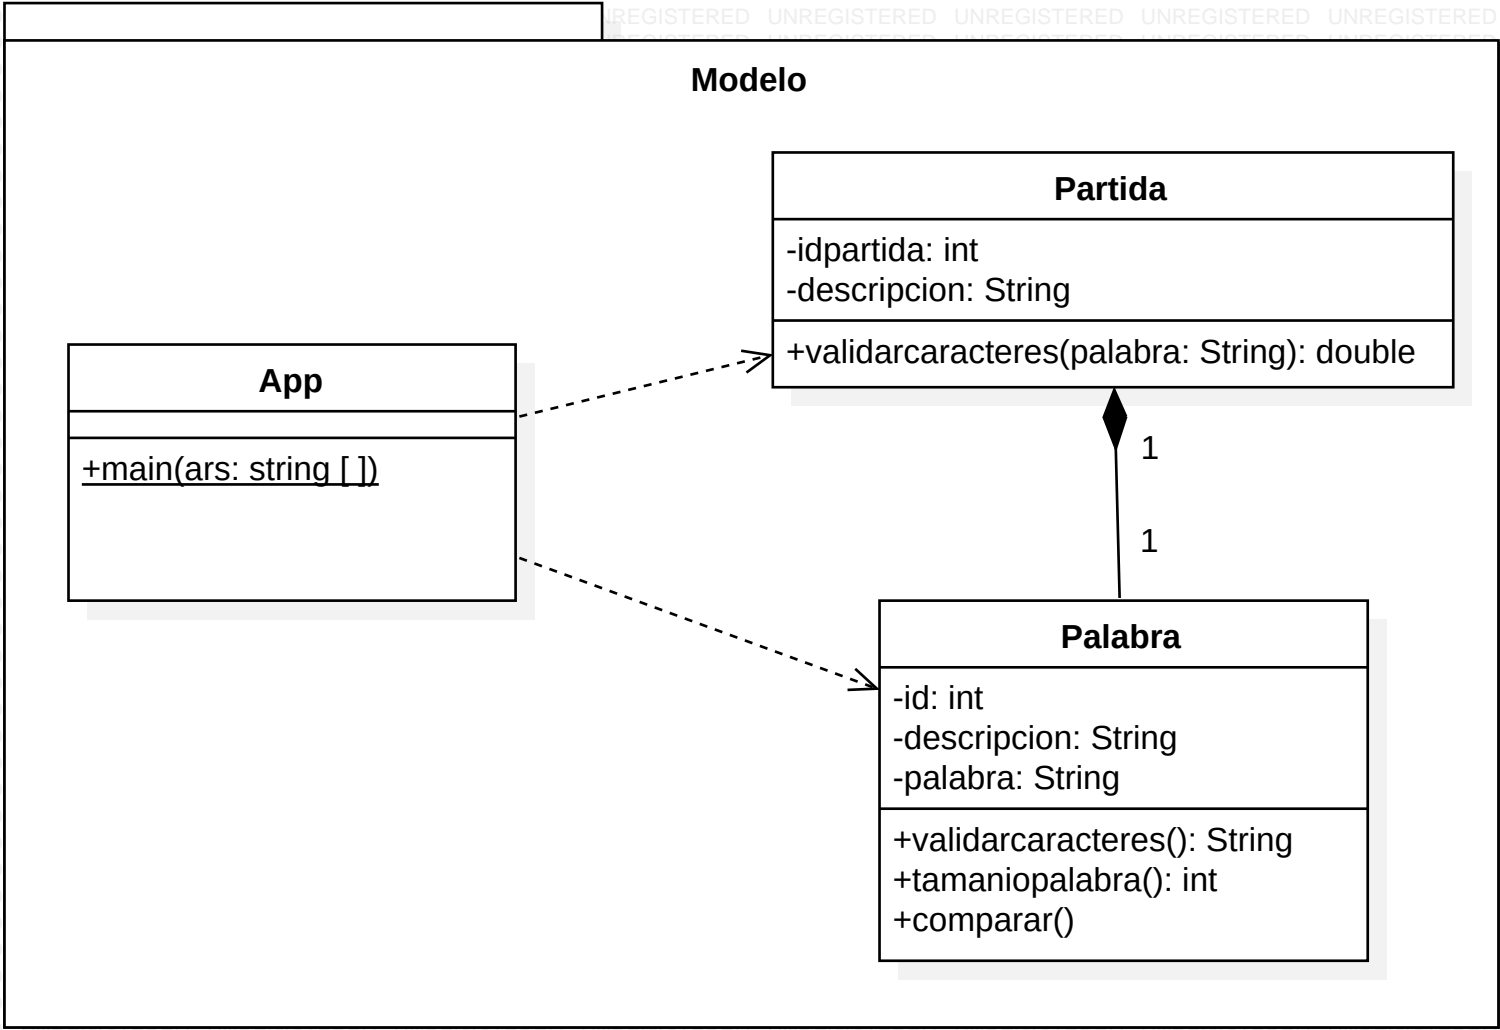 UNREGISTERED UNREGISTERED UNREGISTERED UNREGISTERED
Modelo
Partida
-idpartida: int
-descripcion: String
+validarcaracteres(palabra: String): double
App
+main(ars: string [ ])
1
1
Palabra
-id: int
-descripcion: String
-palabra: String
+validarcaracteres(): String
+tamaniopalabra(): int
+comparar()